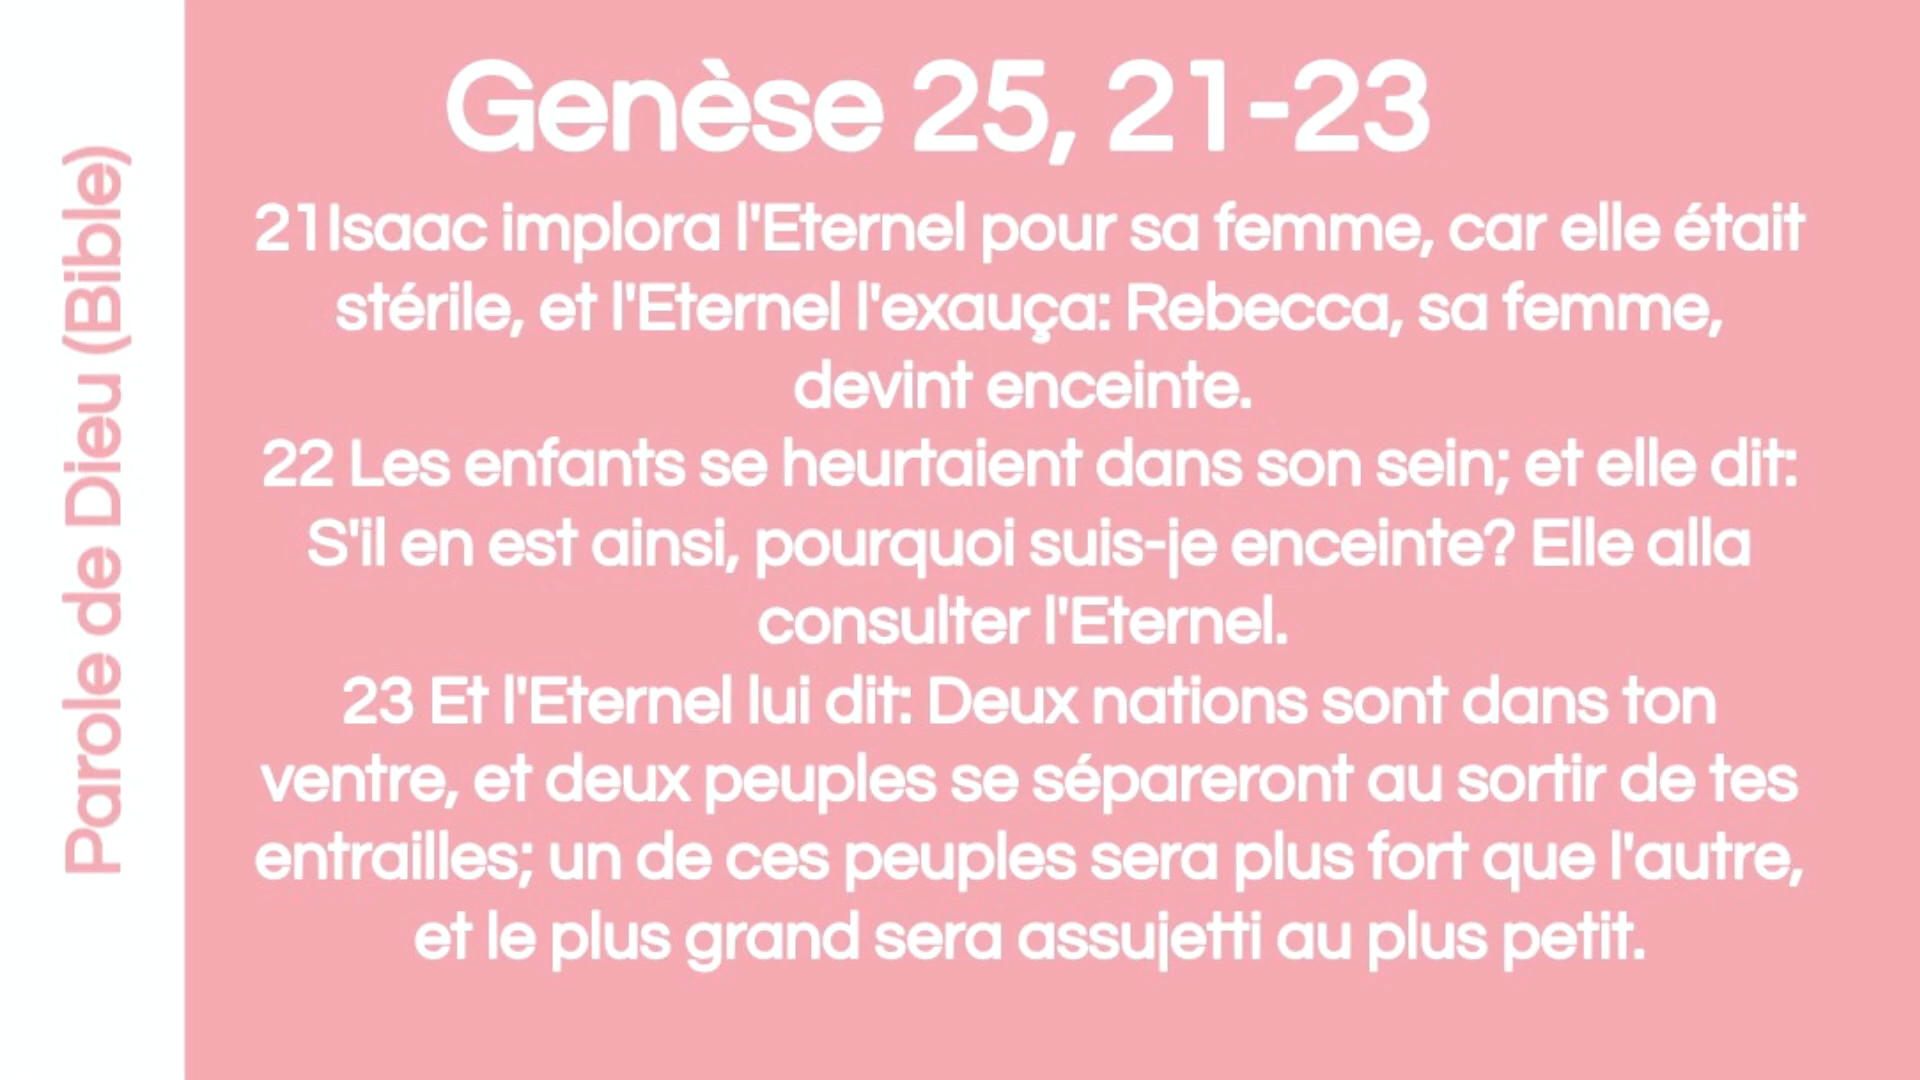 Parole de Dieu (Bible)
Genèse 25, 21-23
21Isaac implora l'Eternel pour sa femme, car elle était
stérile, et l'Eternel l'exauça: Rebecca, sa femme,
devint enceinte.
22 Les enfants se heurtaient dans son sein; et elle dit:
S'il en est ainsi, pourquoi suis-je enceinte? Elle alla
consulter l'Eternel.
23 Et l'Eternel lui dit: Deux nations sont dans ton
ventre, et deux peuples se sépareront au sortir de tes
entrailles; un de ces peuples sera plus fort que l'autre,
et le plus grand sera assujetti au plus petit.